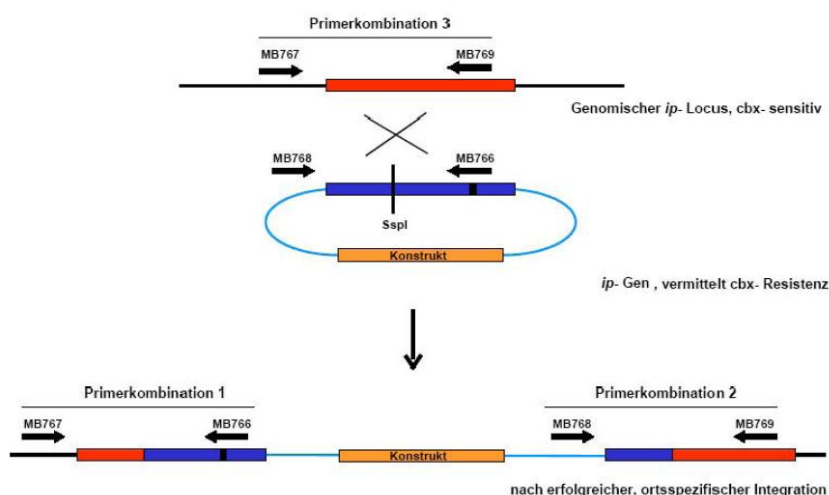 Primerkombination 3
MB767 MB769
Genomischer ip- Locus, cbx- sensitiv
MB768 MB766
SspI
Konstrukt
ip- Gen , vermittelt cbx- Resistenz
Primerkombination 1 Primerkombination 2
MB767 MB766 MB768 MB769
Konstrukt
nach erfolgreicher, ortsspezifischer Integration